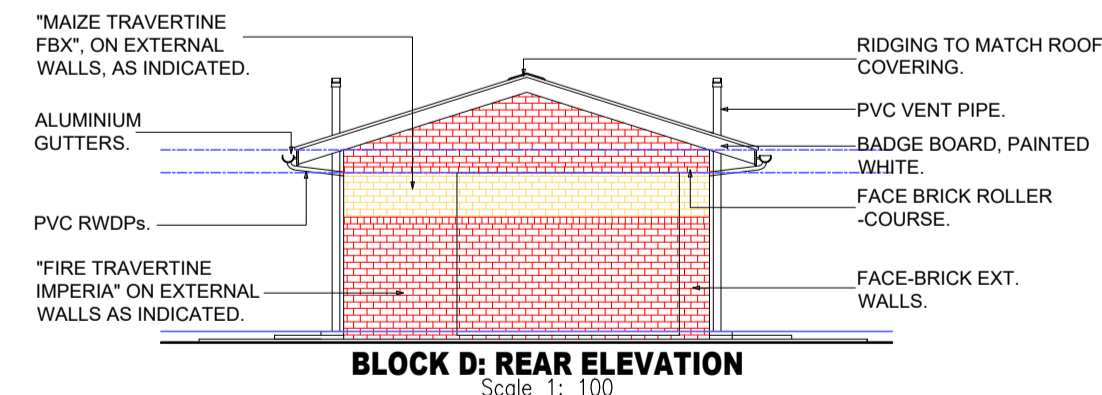 "MAIZE TRAVERTINE
FBX", ON EXTERNAL
WALLS, AS INDICATED.
ALUMINIUM
GUTTERS.
PVC RWDPs.
"FIRE TRAVERTINE
IMPERIA" ON EXTERNAL
WALLS AS INDICATED.
RIDGING TO MATCH ROOF
COVERING.
PVC VENT PIPE.
BADGE BOARD, PAINTED
WHITE.
FACE BRICK ROLLER
-COURSE.
FACE-BRICK EXT.
WALLS.
BLOCK D: REAR ELEVATION
Scale 1: 100